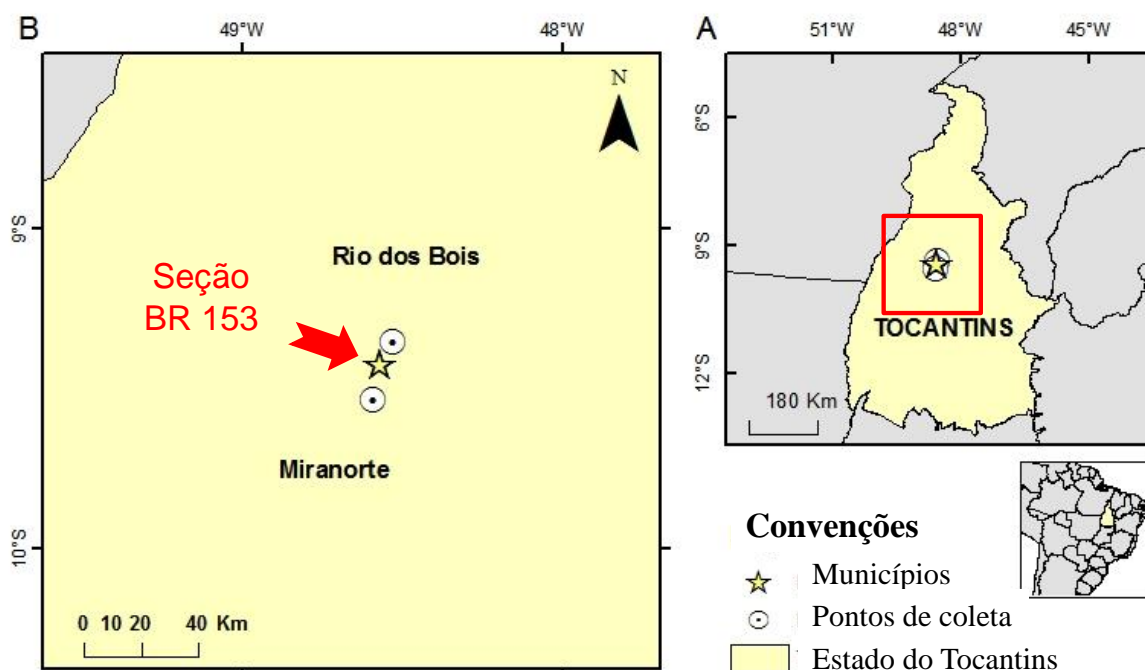 B
49°W
48°W
N
9°S
10°S
Rio dos Bois
Seção
BR 153
Miranorte
0 10 20 40 Km
A
51°W
48°W
45°W
6°S
9°S
12°S
TOCANTINS
180 Km
Convenções
Municípios
Pontos de coleta
Estado do Tocantins